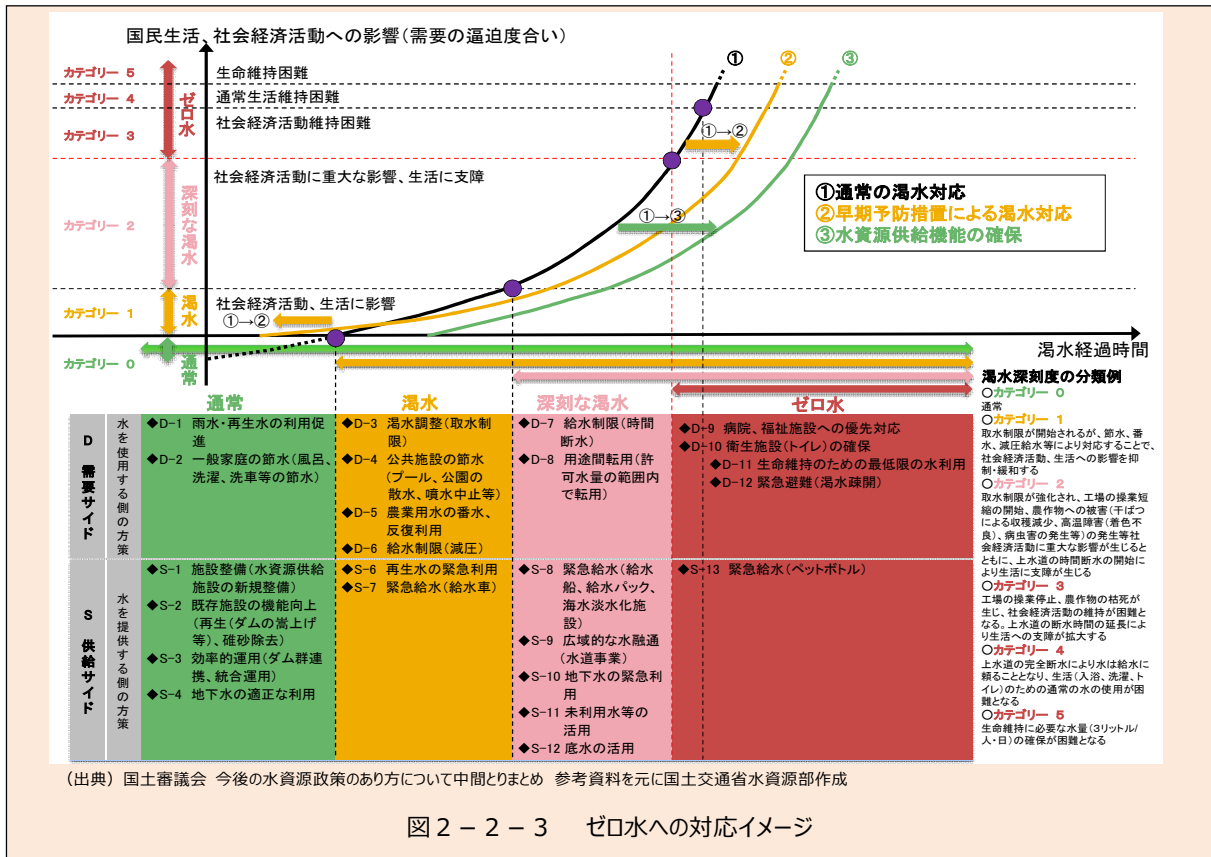 国民生活、社会経済活動への影響(需要の逼迫度合い)
カテゴリー 5
生命維持困難
カテゴリー 4
通常生活維持困難
カテゴリー 3
社会経済活動維持困難
ゼロ水
①
②
③
①→②
カテゴリー 2
深刻な渇水
社会経済活動に重大な影響、生活に支障
①→③
①通常の渇水対応
②早期予防措置による渇水対応
③水資源供給機能の確保
カテゴリー 1
渇水
社会経済活動、生活に影響
①→②
カテゴリー 0
通常
渇水経過時間
通常
渇水
深刻な渇水
ゼロ水
D 需要サイド
水を使用する側の方策
◆D-1 雨水・再生水の利用促
進
◆D-2 一般家庭の節水(風呂、
洗濯、洗車等の節水)
◆D-3 渇水調整(取水制
限)
◆D-4 公共施設の節水
(プール、公園の
散水、噴水中止等)
◆D-5 農業用水の番水、
反復利用
◆D-6 給水制限(減圧)
◆D-7 給水制限(時間
断水)
◆D-8 用途間転用(許
可水量の範囲内
で転用)
◆D-9 病院、福祉施設への優先対応
◆D-10 衛生施設(トイレ)の確保
◆D-11 生命維持のための最低限の水利用
◆D-12 緊急避難(渇水疎開)
S 供給サイド
水を提供する側の方策
◆S-1 施設整備(水資源供給
施設の新規整備)
◆S-2 既存施設の機能向上
(再生(ダムの嵩上げ
等)、碓砂除去)
◆S-3 効率的運用(ダム群連
携、統合運用)
◆S-4 地下水の適正な利用
◆S-6 再生水の緊急利用
◆S-7 緊急給水(給水車)
◆S-8 緊急給水(給水
船、給水パック、
海水淡水化施
設)
◆S-9 広域的な水融通
(水道事業)
◆S-10 地下水の緊急利
用
◆S-11 未利用水等の
活用
◆S-12 底水の活用
◆S-13 緊急給水(ペットボトル)
渇水深刻度の分類例
○カテゴリー 0
通常
○カテゴリー 1
取水制限が開始されるが、節水、番
水、減圧給水等により対応することで、
社会経済活動、生活への影響を抑
制・緩和する
○カテゴリー 2
取水制限が強化され、工場の操業短
縮の開始、農作物への被害(干ばつ
による収穫減少、高温障害(着色不
良)、病虫害の発生等)の発生等社
会経済活動に重大な影響が生じると
ともに、上水道の時間断水の開始に
より生活に支障が生じる
○カテゴリー 3
工場の操業停止、農作物の枯死が
生じ、社会経済活動の維持が困難と
なる。上水道の断水時間の延長によ
り生活への支障が拡大する
○カテゴリー 4
上水道の完全断水により水は給水に
頼ることとなり、生活(入浴、洗濯、ト
イレ)のための通常の水の使用が困
難となる
○カテゴリー 5
生命維持に必要な水量(3リットル/
人・日)の確保が困難となる
(出典) 国土審議会 今後の水資源政策のあり方について中間とりまとめ 参考資料を元に国土交通省水資源部作成
図2-2-3 ゼロ水への対応イメージ